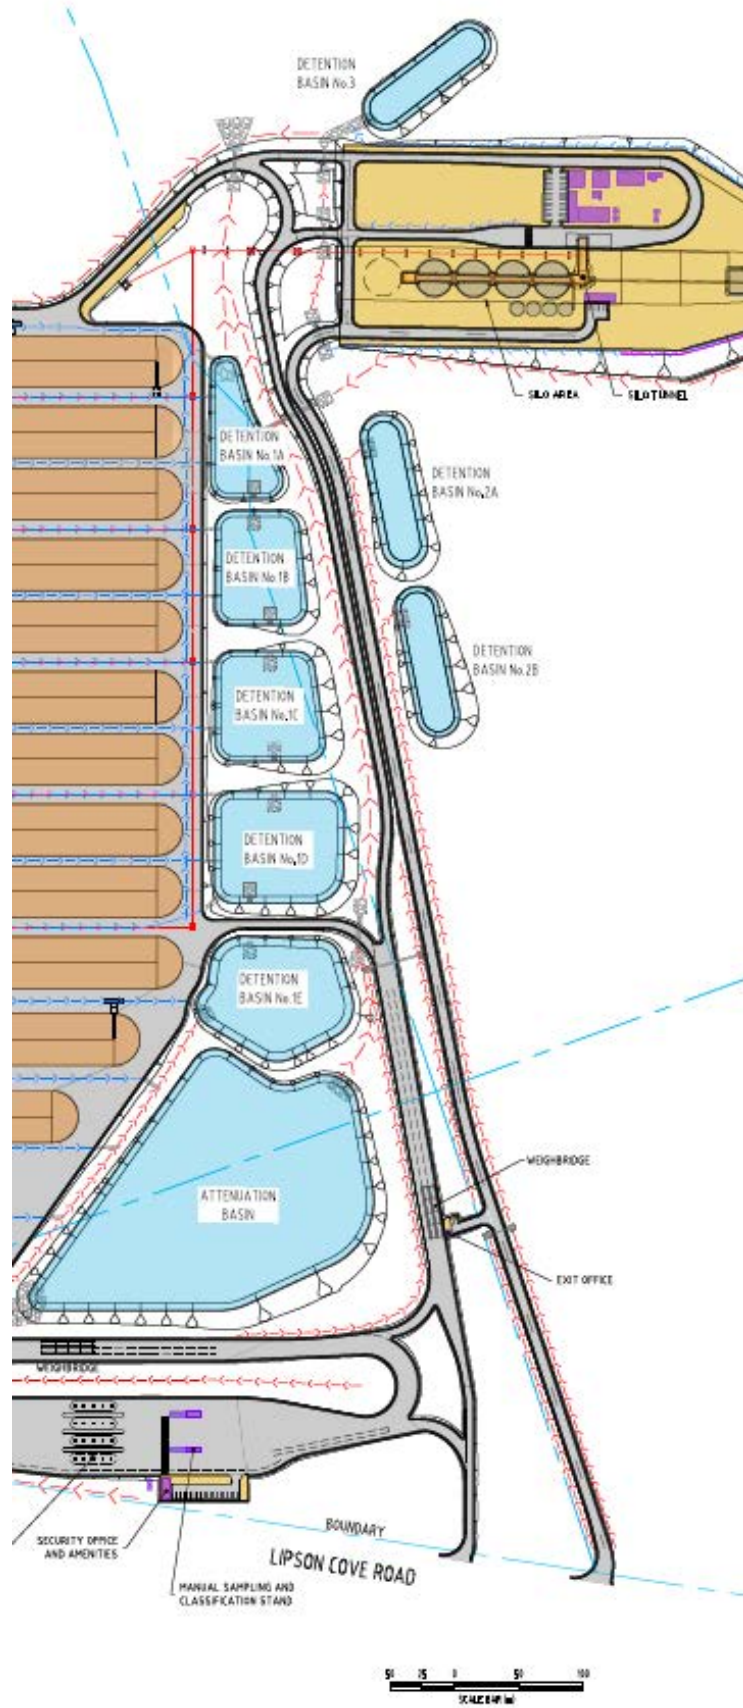 DETENTION
BASIN No.3
SILO AREA
SILO TUNNEL
DETENTION
BASIN No.1A
DETENTION
BASIN No.2A
DETENTION
BASIN No.1B
DETENTION
BASIN No.2B
DETENTION
BASIN No.1C
DETENTION
BASIN No.1D
DETENTION
BASIN No.1E
WEIGHBRIDGE
ATTENUATION
BASIN
EXIT OFFICE
WEIGHBRIDGE
BOUNDARY
SECURITY OFFICE
AND AMENITIES
LIPSON COVE ROAD
MANUAL SAMPLING AND
CLASSIFICATION STAND
50 25 0 50 100
SCALE BAR (m)